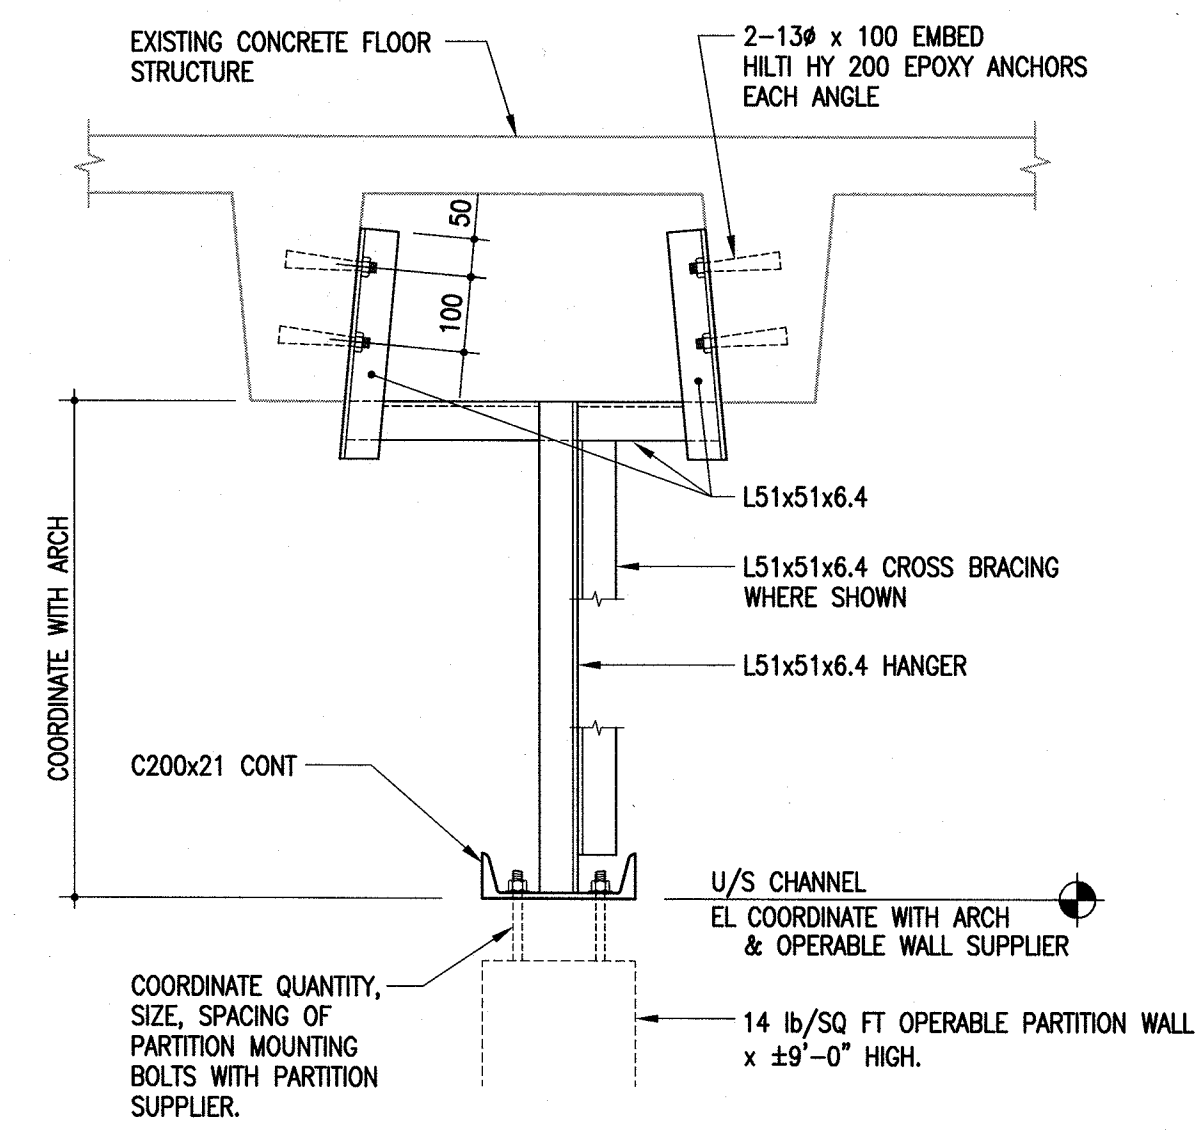 EXISTING CONCRETE FLOOR
STRUCTURE
2-13ø x 100 EMBED
HILTI HY 200 EPOXY ANCHORS
EACH ANGLE
50
100
L51x51x6.4
L51x51x6.4 CROSS BRACING
WHERE SHOWN
L51x51x6.4 HANGER
COORDINATE WITH ARCH
C200x21 CONT
U/S CHANNEL
EL COORDINATE WITH ARCH
& OPERABLE WALL SUPPLIER
COORDINATE QUANTITY,
SIZE, SPACING OF
PARTITION MOUNTING
BOLTS WITH PARTITION
SUPPLIER.
14 lb/SQ FT OPERABLE PARTITION WALL
x ±9'-0" HIGH.